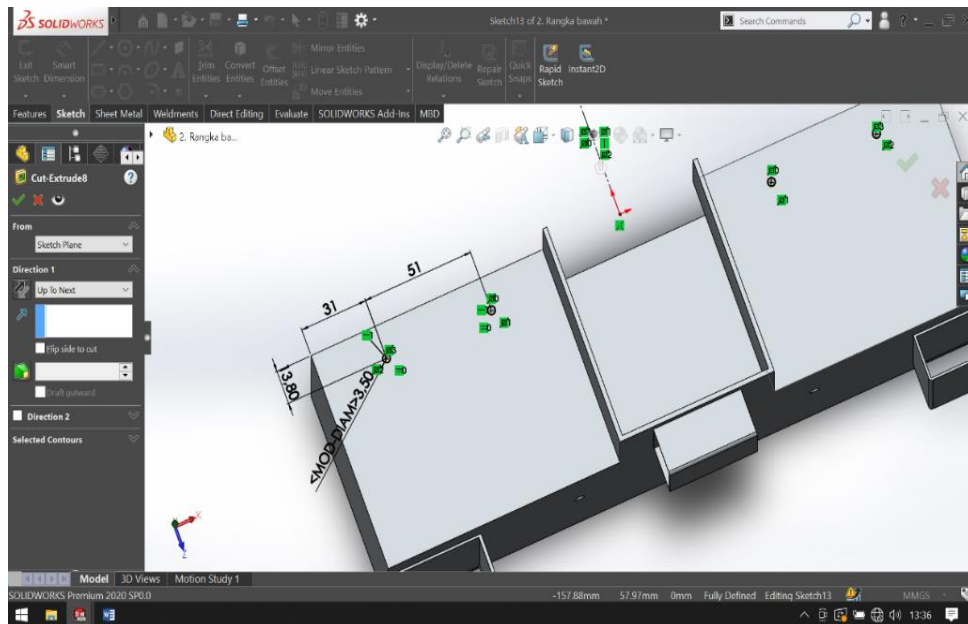 SOLIDWORKS
Sketch13 of 2. Rangka bawah *
Search Commands
Exit Sketch
Smart Dimension
Trim Entities
Convert Entities
Offset Entities
Mirror Entities
Linear Sketch Pattern
Move Entities
Display/Delete Relations
Repair Sketch
Quick Snaps
Rapid Sketch
Instant2D
Features Sketch Sheet Metal Weldments Direct Editing Evaluate SOLIDWORKS Add-Ins MBD
2. Rangka ba...
Cut-Extrude8
From
Sketch Plane
Direction 1
Up To Next
Flip side to cut
Draft outward
Direction 2
Selected Contours
31
51
13.80
<MOD-DIAM>3.50
X
Z
Model 3D Views Motion Study 1
SOLIDWORKS Premium 2020 SP0.0
-157.88mm 57.97mm 0mm Fully Defined Editing Sketch13 MMGS
13:36